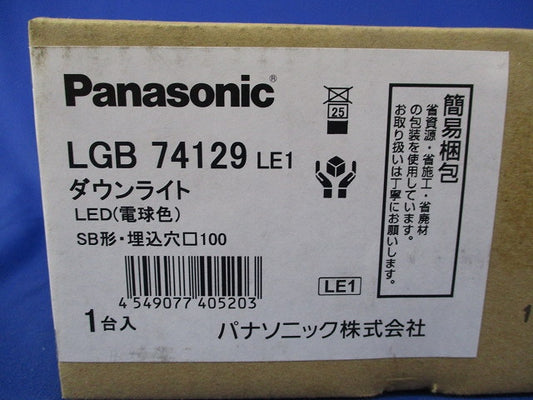 Panasonic
LGB 74129 LE1
ダウンライト
LED(電球色)
SB形・埋込穴□100
4 549077 405203
1台入
25
LE1
パナソニック株式会社
簡易梱包
省資源・省施工・省廃材
の包装を使用しています。
お取り扱いは丁寧にお願いします。
1